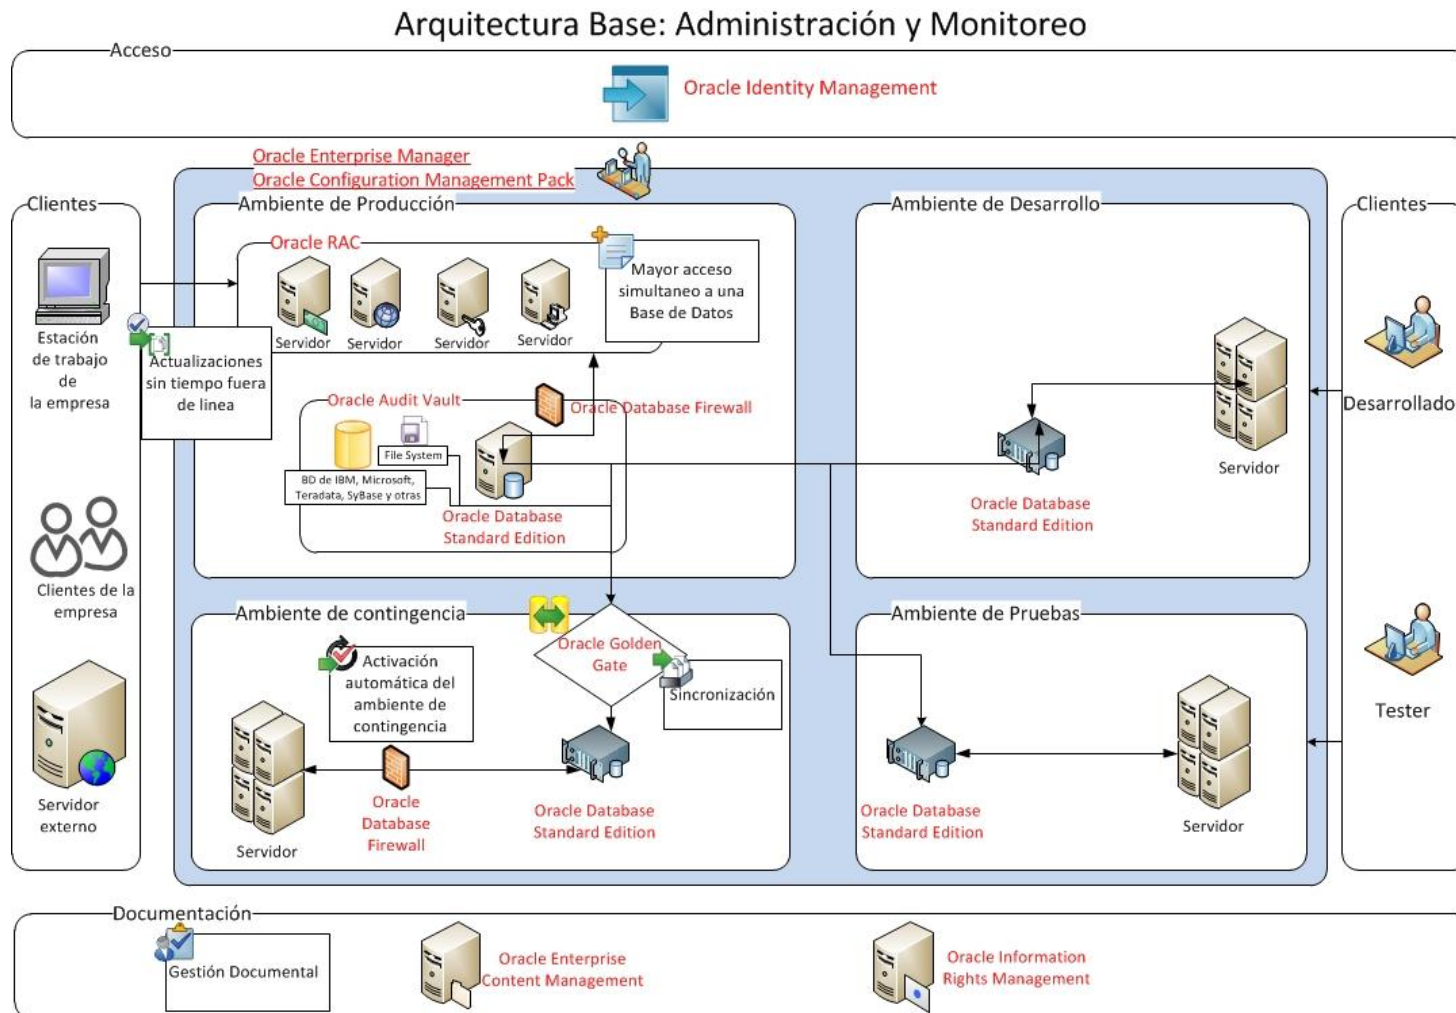 Arquitectura Base: Administración y Monitoreo
Acceso
Oracle Identity Management
Oracle Enterprise Manager
Oracle Configuration Management Pack
Clientes
Estación
de trabajo
de
la empresa
Clientes de la
empresa
Servidor
externo
Actualizaciones
sin tiempo fuera
de linea
Ambiente de Producción
Oracle RAC
Servidor
Servidor
Servidor
Servidor
Mayor acceso
simultaneo a una
Base de Datos
Oracle Audit Vault
Oracle Database Firewall
File System
BD de IBM, Microsoft,
Teradata, SyBase y otras
Oracle Database
Standard Edition
Ambiente de Desarrollo
Servidor
Oracle Database
Standard Edition
Clientes
Desarrollado
Tester
Ambiente de contingencia
Oracle Golden
Gate
Activación
automática del
ambiente de
contingencia
Sincronización
Servidor
Oracle
Database
Firewall
Oracle Database
Standard Edition
Ambiente de Pruebas
Oracle Database
Standard Edition
Servidor
Documentación
Gestión Documental
Oracle Enterprise
Content Management
Oracle Information
Rights Management